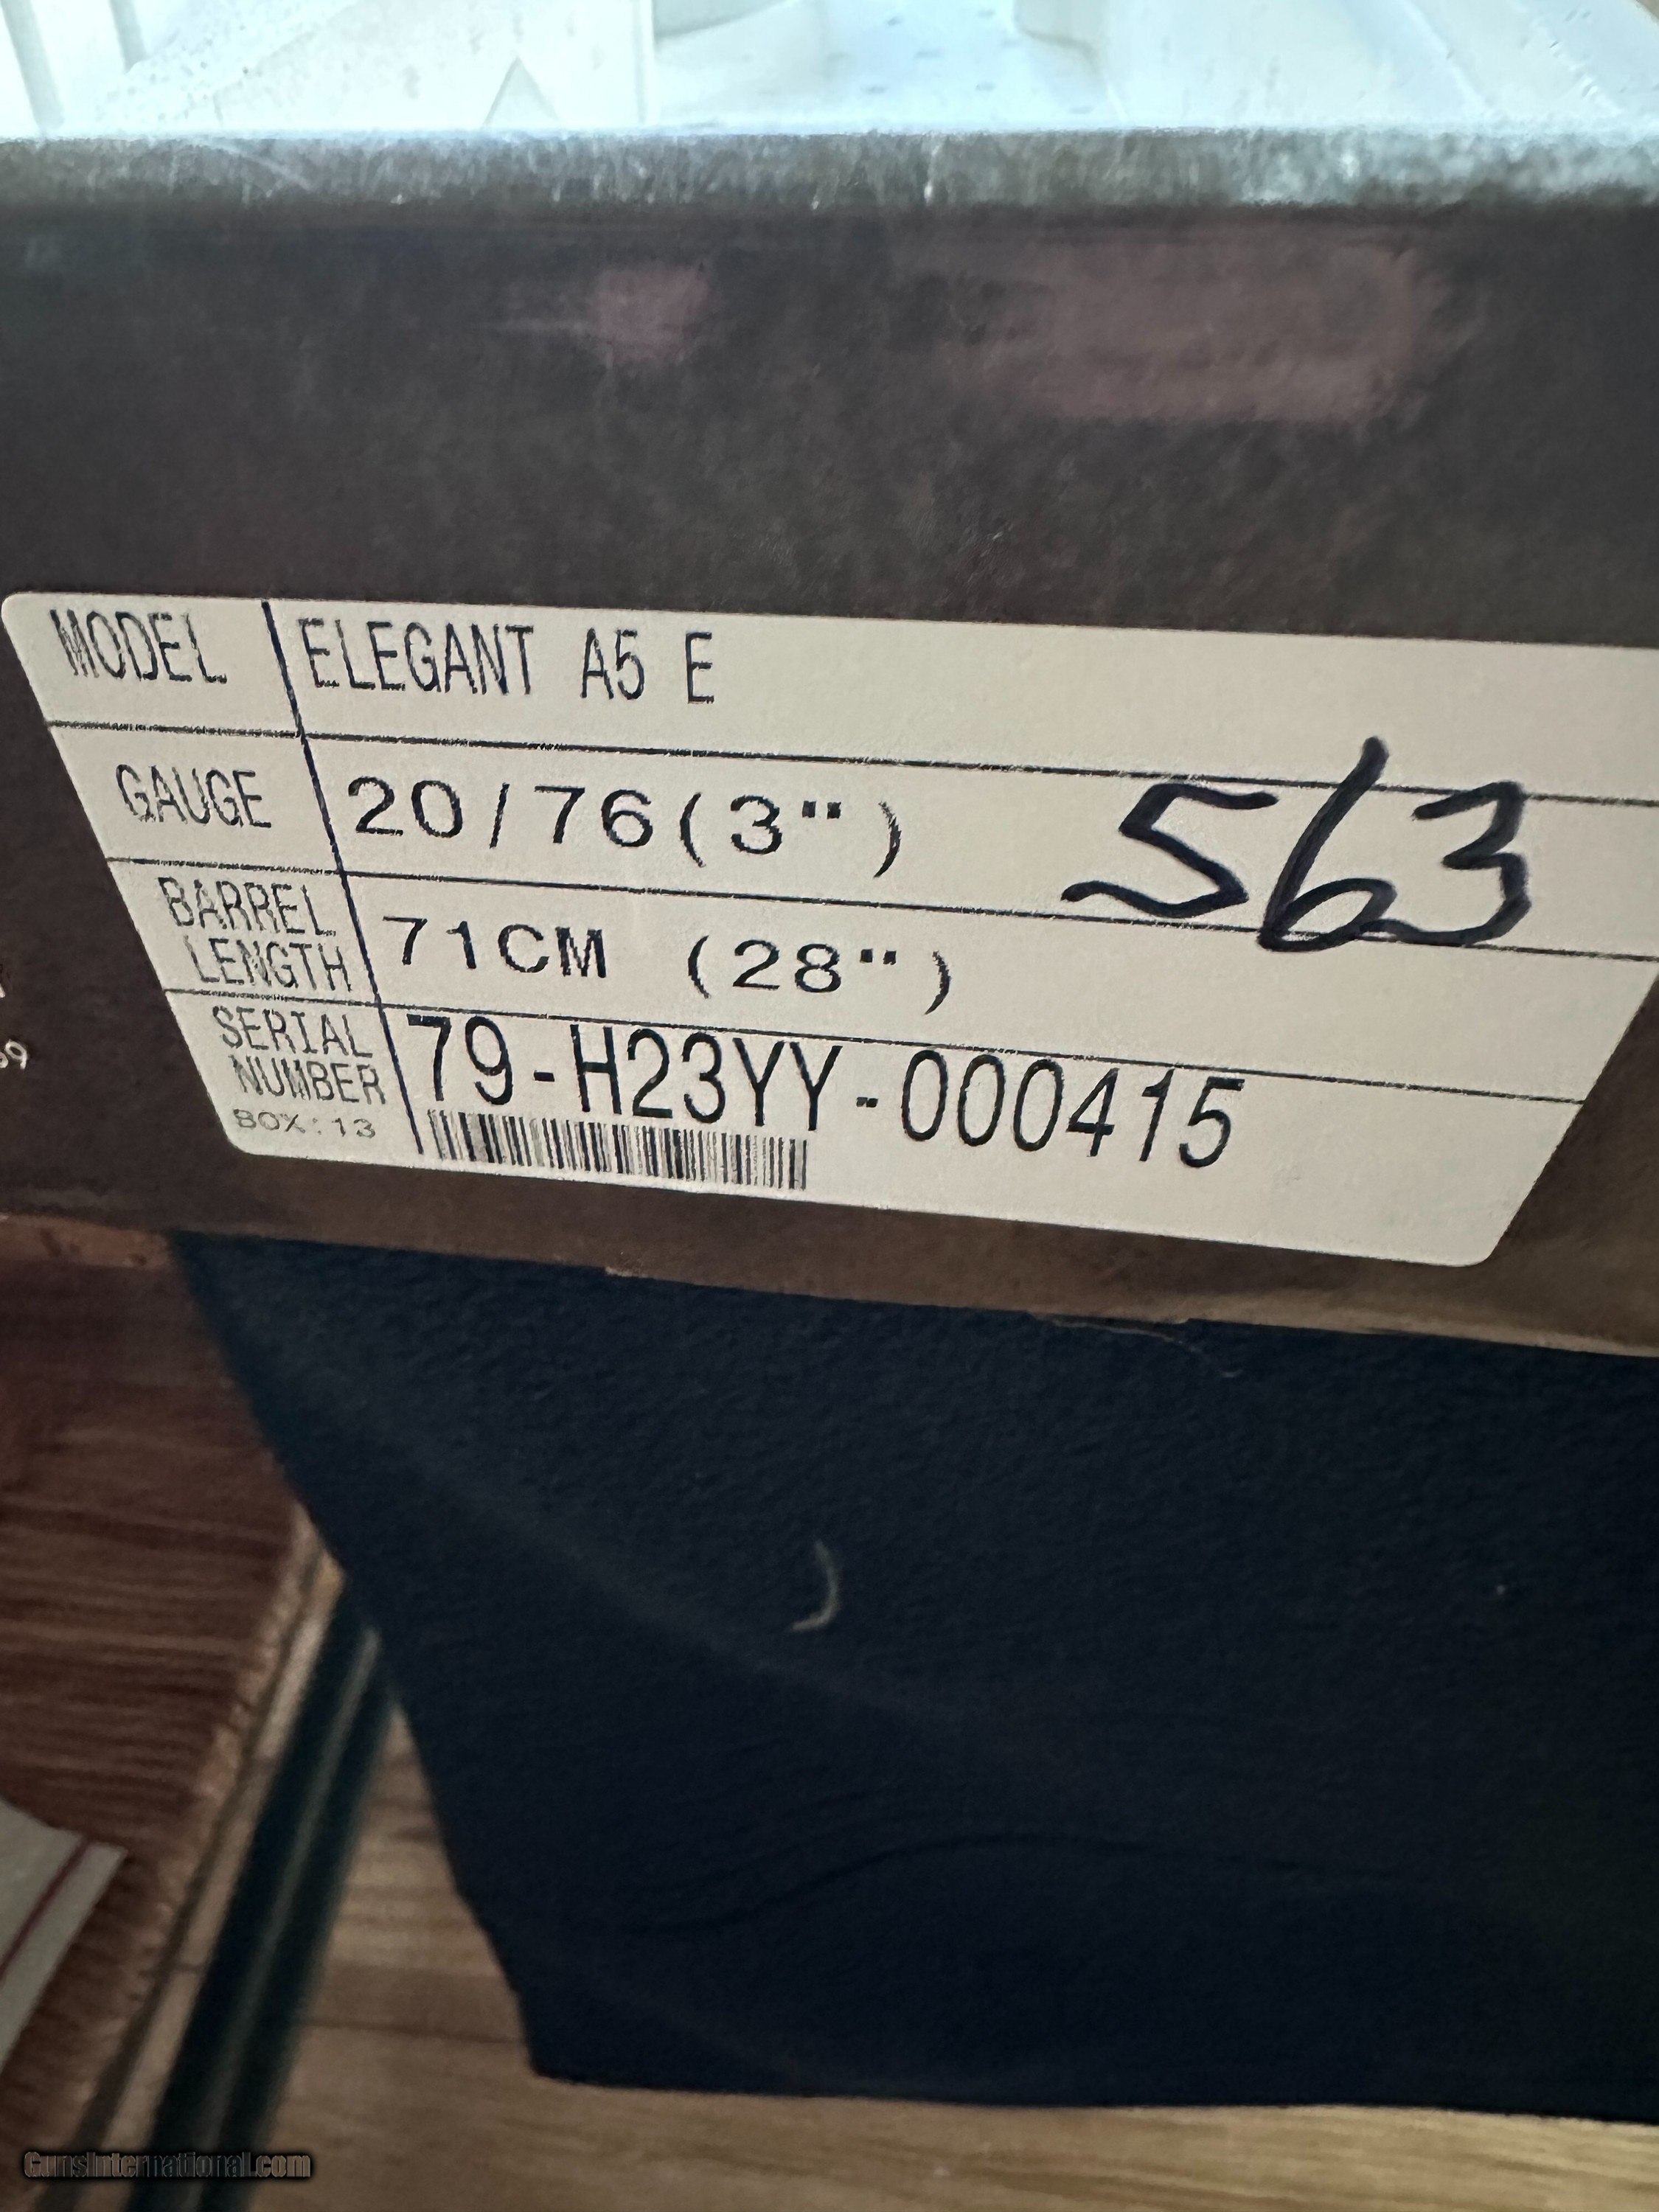 MODEL ELEGANT A5 E
GAUGE 20/76(3")
563
BARREL LENGTH 71CM (28")
SERIAL NUMBER 79-H23YY-000415
BOX:13
GunsInternational.com